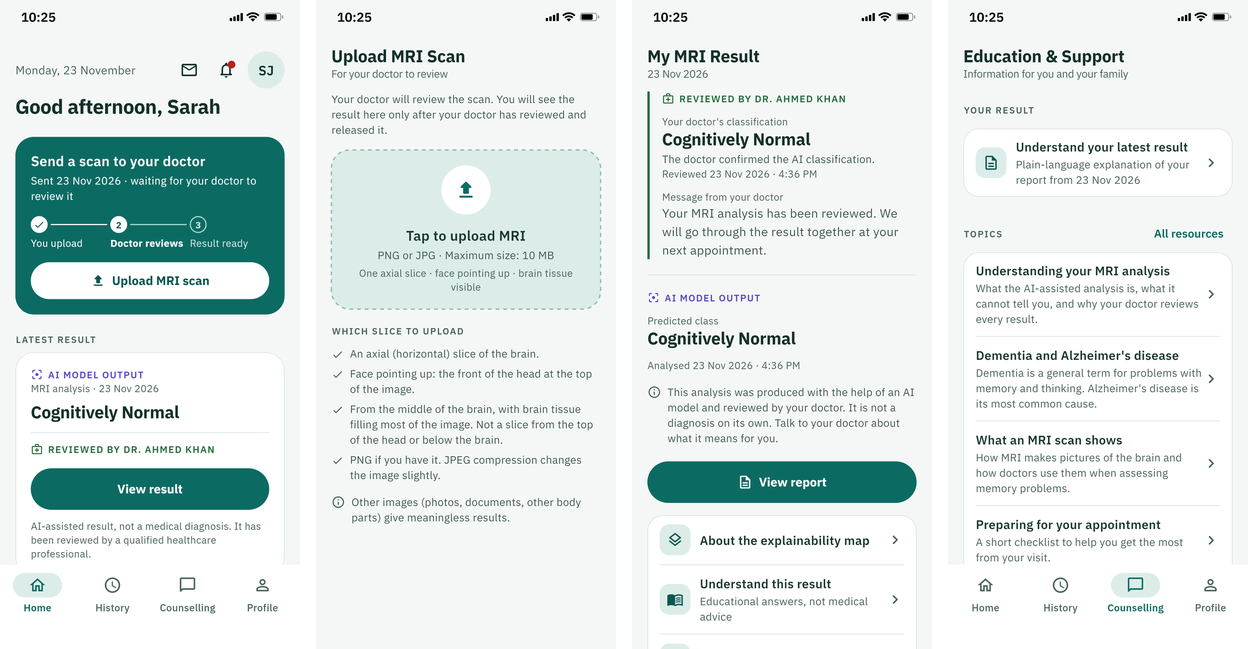 10:25
Monday, 23 November
SJ
Good afternoon, Sarah
Send a scan to your doctor
Sent 23 Nov 2026 · waiting for your doctor to
review it
2
3
You upload
Doctor reviews
Result ready
Upload MRI scan
LATEST RESULT
AI MODEL OUTPUT
MRI analysis · 23 Nov 2026
Cognitively Normal
REVIEWED BY DR. AHMED KHAN
View result
AI-assisted result, not a medical diagnosis. It has
been reviewed by a qualified healthcare
professional.
Home
History
Counselling
Profile
10:25
Upload MRI Scan
For your doctor to review
Your doctor will review the scan. You will see the
result here only after your doctor has reviewed and
released it.
Tap to upload MRI
PNG or JPG · Maximum size: 10 MB
One axial slice · face pointing up · brain tissue
visible
WHICH SLICE TO UPLOAD
An axial (horizontal) slice of the brain.
Face pointing up: the front of the head at the top
of the image.
From the middle of the brain, with brain tissue
filling most of the image. Not a slice from the top
of the head or below the brain.
PNG if you have it. JPEG compression changes
the image slightly.
Other images (photos, documents, other body
parts) give meaningless results.
10:25
My MRI Result
23 Nov 2026
REVIEWED BY DR. AHMED KHAN
Your doctor's classification
Cognitively Normal
The doctor confirmed the AI classification.
Reviewed 23 Nov 2026 · 4:36 PM
Message from your doctor
Your MRI analysis has been reviewed. We
will go through the result together at your
next appointment.
AI MODEL OUTPUT
Predicted class
Cognitively Normal
Analysed 23 Nov 2026 · 4:36 PM
This analysis was produced with the help of an AI
model and reviewed by your doctor. It is not a
diagnosis on its own. Talk to your doctor about
what it means for you.
View report
About the explainability map
Understand this result
Educational answers, not medical
advice
10:25
Education & Support
Information for you and your family
YOUR RESULT
Understand your latest result
Plain-language explanation of your
report from 23 Nov 2026
TOPICS
All resources
Understanding your MRI analysis
What the AI-assisted analysis is, what it
cannot tell you, and why your doctor reviews
every result.
Dementia and Alzheimer's disease
Dementia is a general term for problems with
memory and thinking. Alzheimer's disease is
its most common cause.
What an MRI scan shows
How MRI makes pictures of the brain and
how doctors use them when assessing
memory problems.
Preparing for your appointment
A short checklist to help you get the most
from your visit.
Home
History
Counselling
Profile